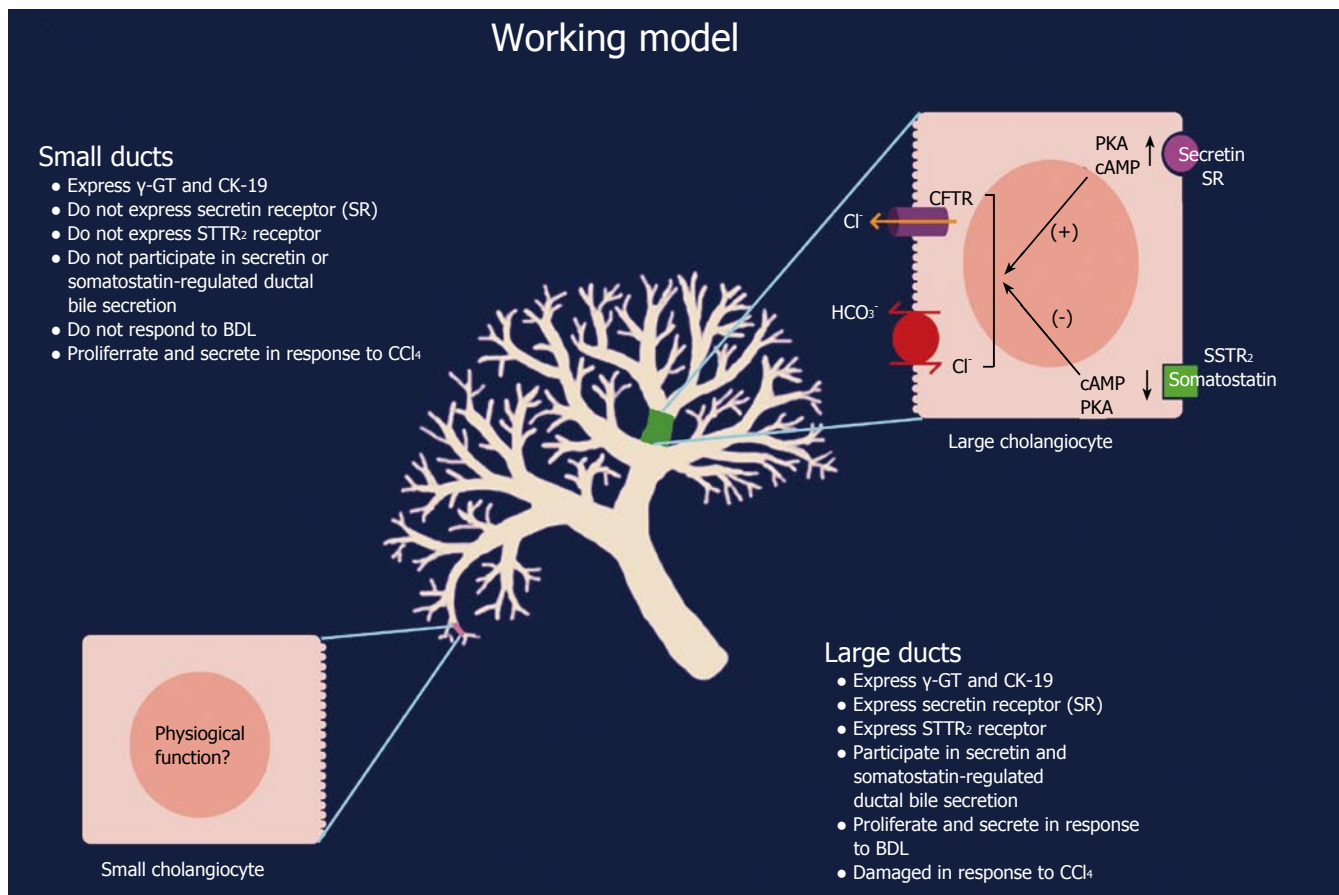 Working model
Small ducts
● Express γ-GT and CK-19
● Do not express secretin receptor (SR)
● Do not express STTR₂ receptor
● Do not participate in secretin or
somatostatin-regulated ductal
bile secretion
● Do not respond to BDL
● Proliferrate and secrete in response to CCl₄
PKA
cAMP
Secretin
SR
CFTR
Cl⁻
(+)
HCO₃⁻
(-)
Cl⁻
SSTR₂
Somatostatin
cAMP
PKA
Large cholangiocyte
Physiogical
function?
Small cholangiocyte
Large ducts
● Express γ-GT and CK-19
● Express secretin receptor (SR)
● Express STTR₂ receptor
● Participate in secretin and
somatostatin-regulated
ductal bile secretion
● Proliferate and secrete in response
to BDL
● Damaged in response to CCl₄